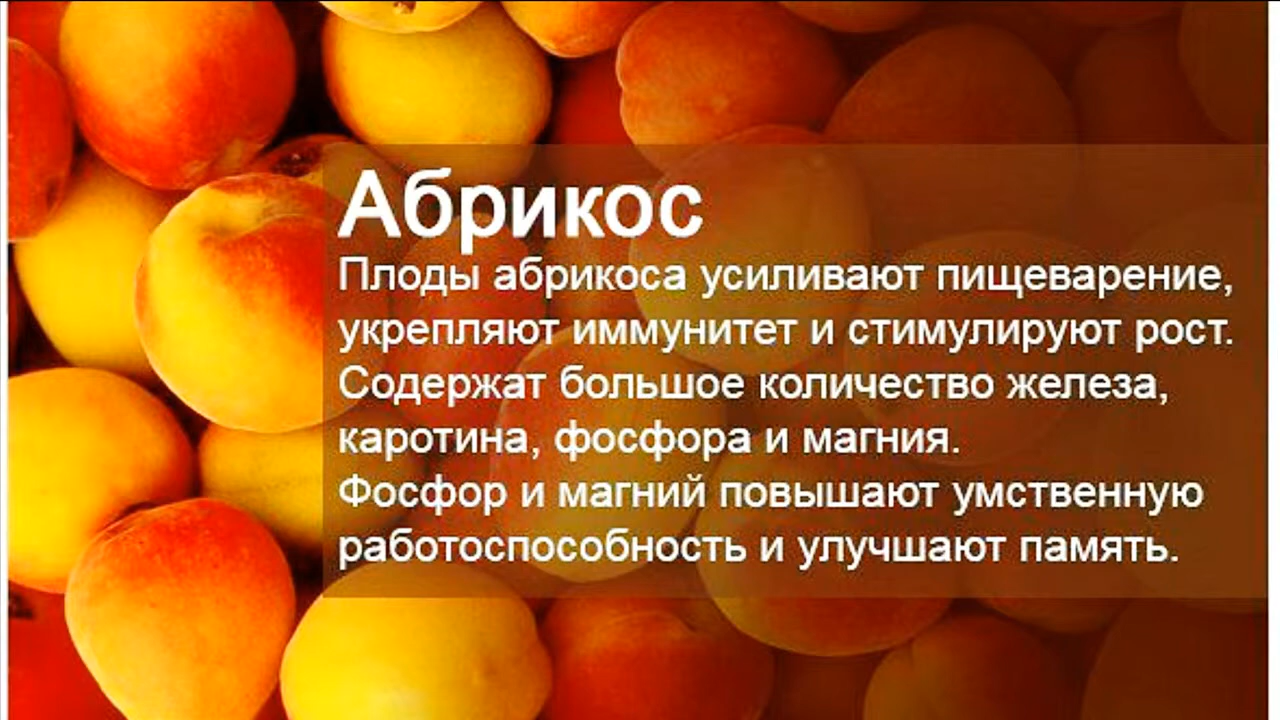 Абрикос
Плоды абрикоса усиливают пищеварение,
укрепляют иммунитет и стимулируют рост.
Содержат большое количество железа,
каротина, фосфора и магния.
Фосфор и магний повышают умственную
работоспособность и улучшают память.